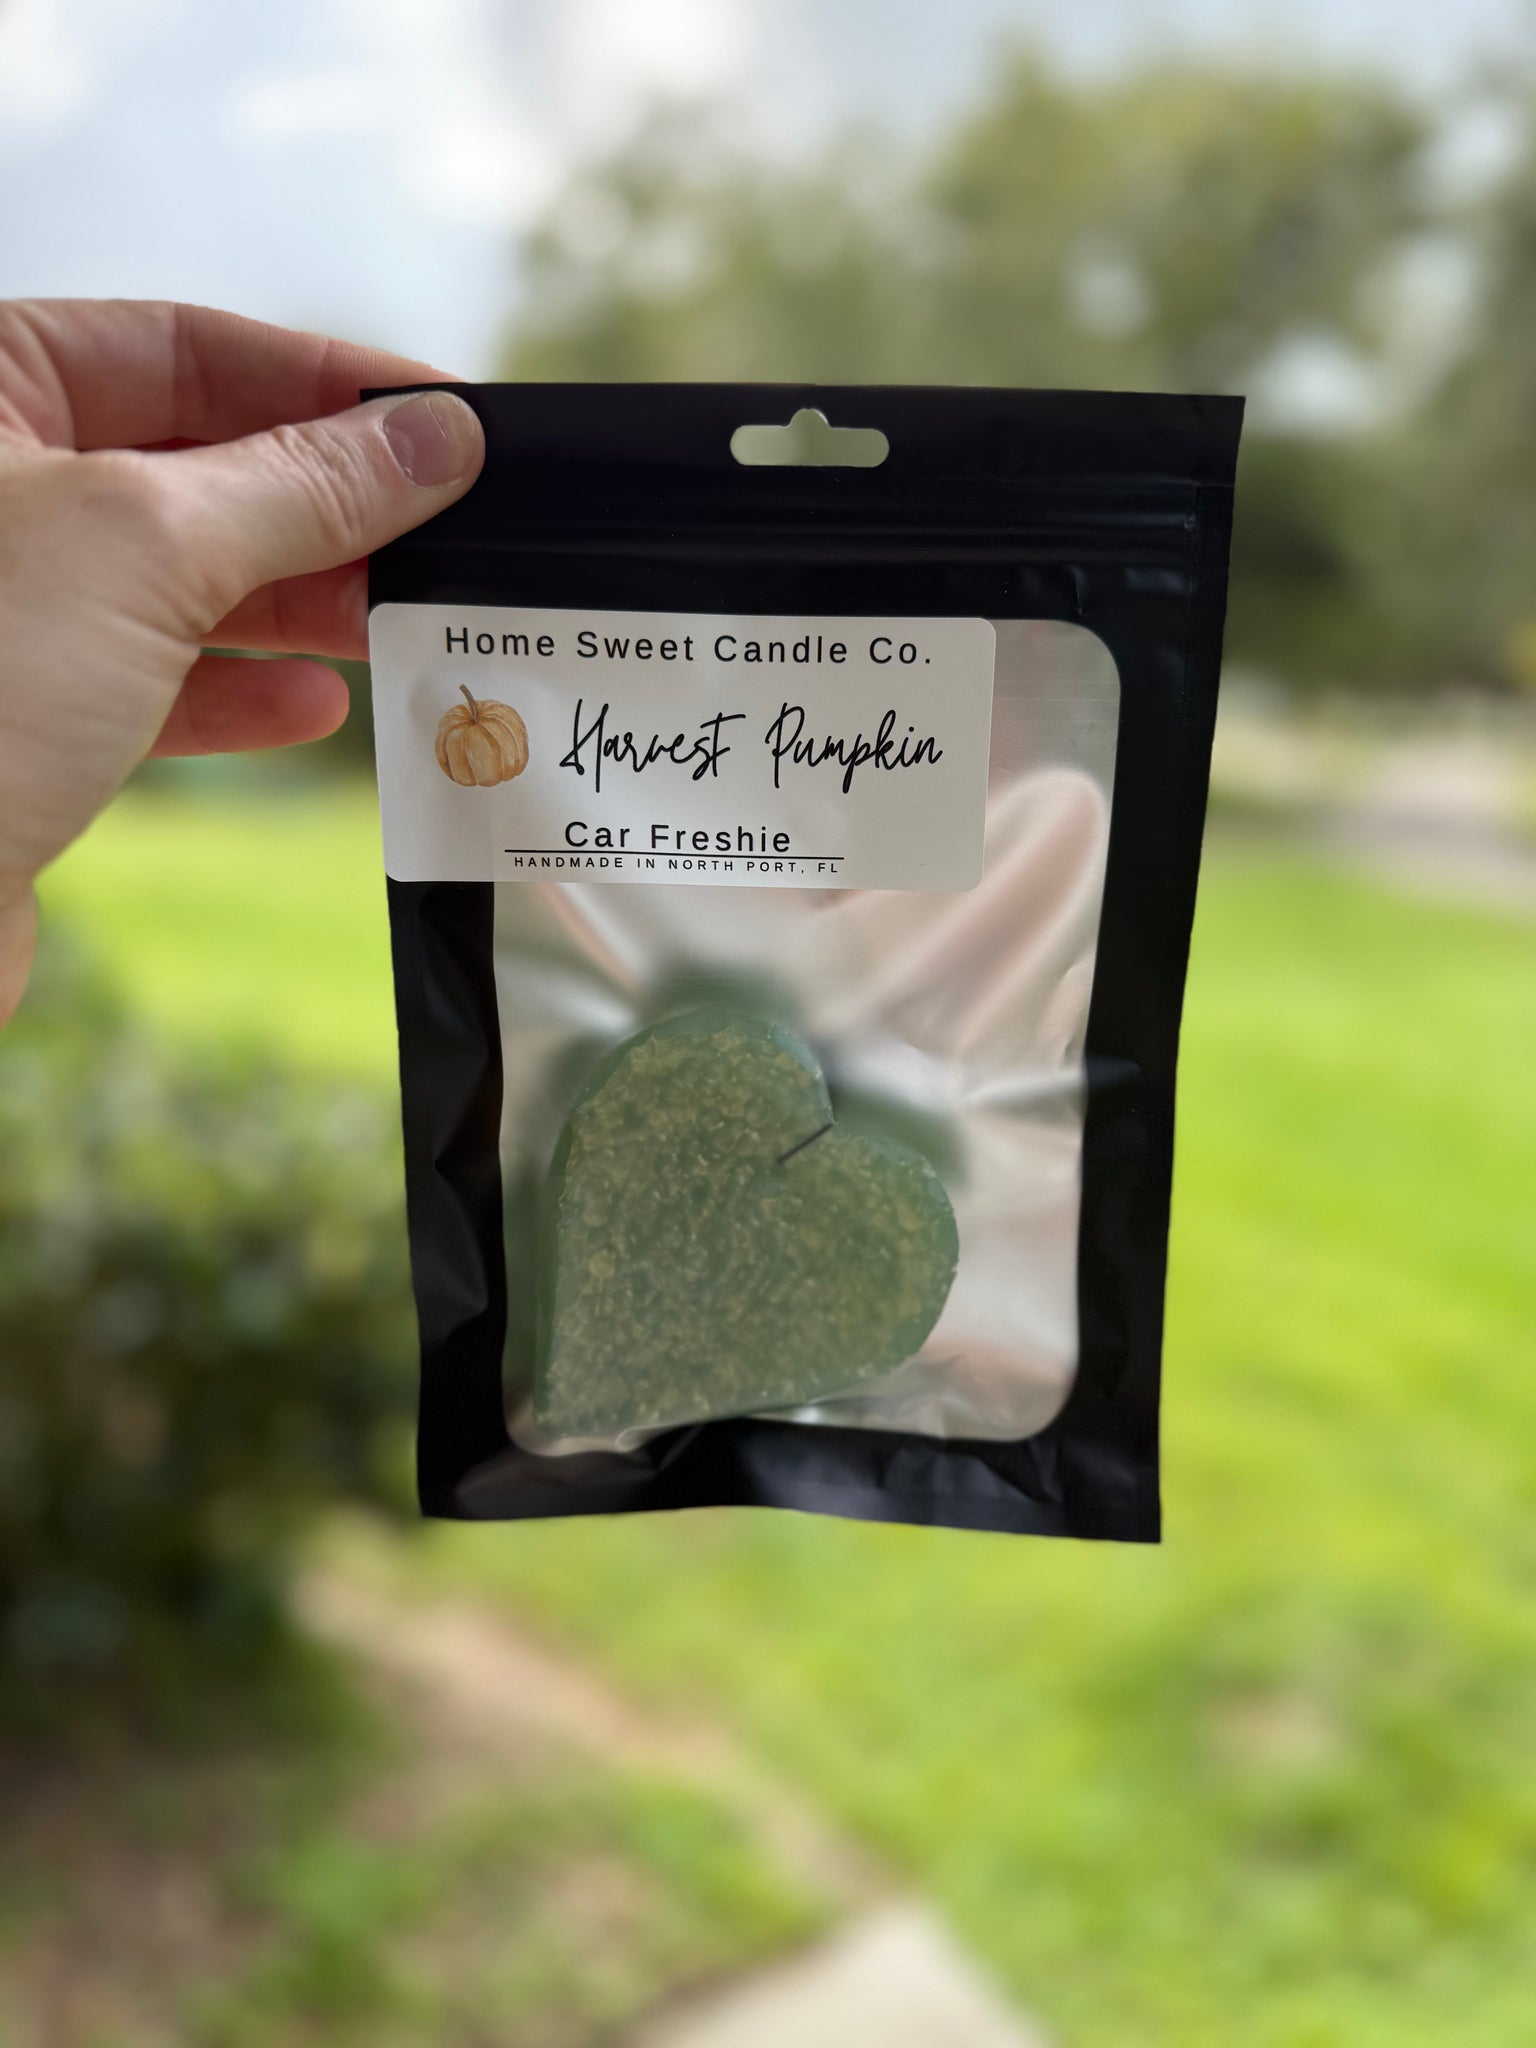 Home Sweet Candle Co.
Harvest Pumpkin
Car Freshie
HANDMADE IN NORTH PORT, FL